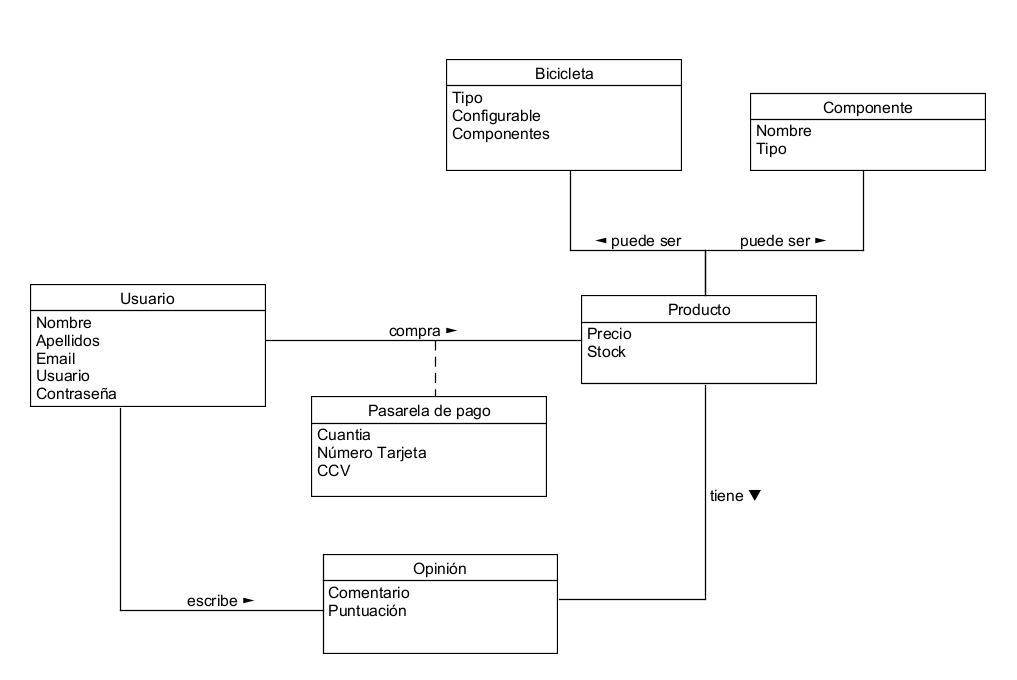 Bicicleta
Tipo
Configurable
Componentes
Componente
Nombre
Tipo
◄ puede ser
puede ser ►
Usuario
Nombre
Apellidos
Email
Usuario
Contraseña
compra ►
Producto
Precio
Stock
Pasarela de pago
Cuantia
Número Tarjeta
CCV
tiene ▼
escribe ►
Opinión
Comentario
Puntuación